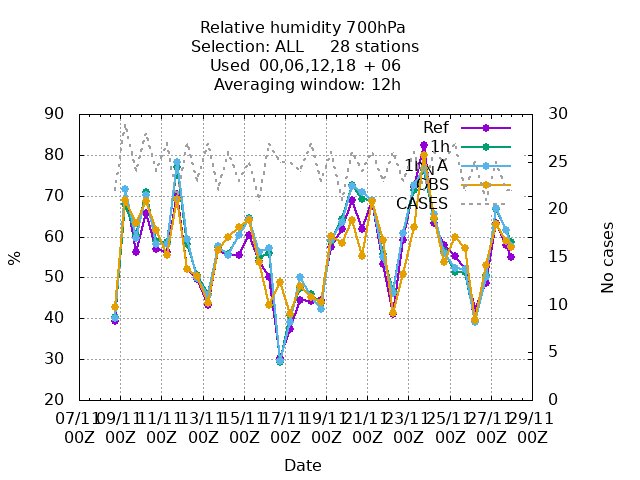 Relative humidity 700hPa
Selection: ALL 28 stations
Used 00,06,12,18 + 06
Averaging window: 12h
90 30
Ref
1h
80 25
1h_NA
OBS
70 20
CASES
60 15
% No cases
50 10
40
30 5
20 0
07/11 09/11 11/11 13/11 15/11 17/11 19/11 21/11 23/11 25/11 27/11 29/11
00Z 00Z 00Z 00Z 00Z 00Z 00Z 00Z 00Z 00Z 00Z 00Z
Date